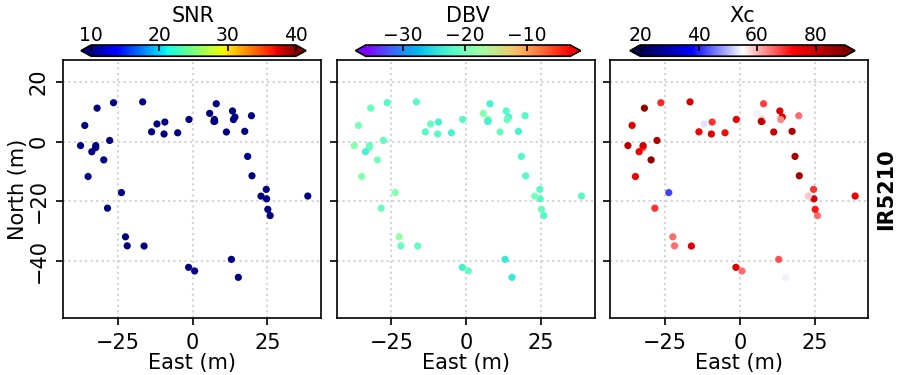 SNR DBV Xc
10 20 30 40 −30 −20 −10 20 40 60 80
20
0
−20
−40
North (m)
IR5210
−25 0 25 −25 0 25 −25 0 25
East (m) East (m) East (m)